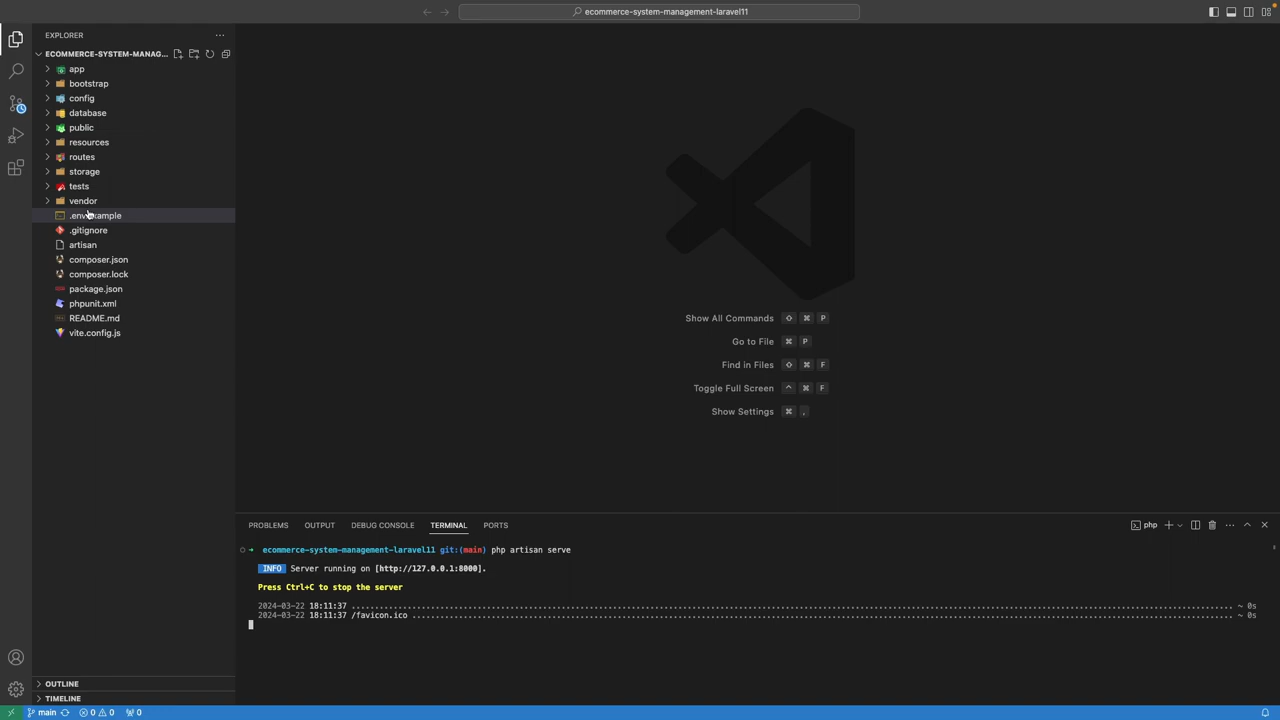 ecommerce-system-management-laravel11
EXPLORER
ECOMMERCE-SYSTEM-MANAG...
app
bootstrap
config
database
public
resources
routes
storage
tests
vendor
.env.example
.gitignore
artisan
composer.json
composer.lock
package.json
phpunit.xml
README.md
vite.config.js
Show All Commands ⇧ ⌘ P
Go to File ⌘ P
Find in Files ⇧ ⌘ F
Toggle Full Screen ^ ⌘ F
Show Settings ⌘ ,
PROBLEMS OUTPUT DEBUG CONSOLE TERMINAL PORTS
php
ecommerce-system-management-laravel11 git:(main) php artisan serve
INFO Server running on [http://127.0.0.1:8000].
Press Ctrl+C to stop the server
2024-03-22 18:11:37 ........ ~ 0s
2024-03-22 18:11:37 /favicon.ico ........ ~ 0s
OUTLINE
TIMELINE
main 0 0 0